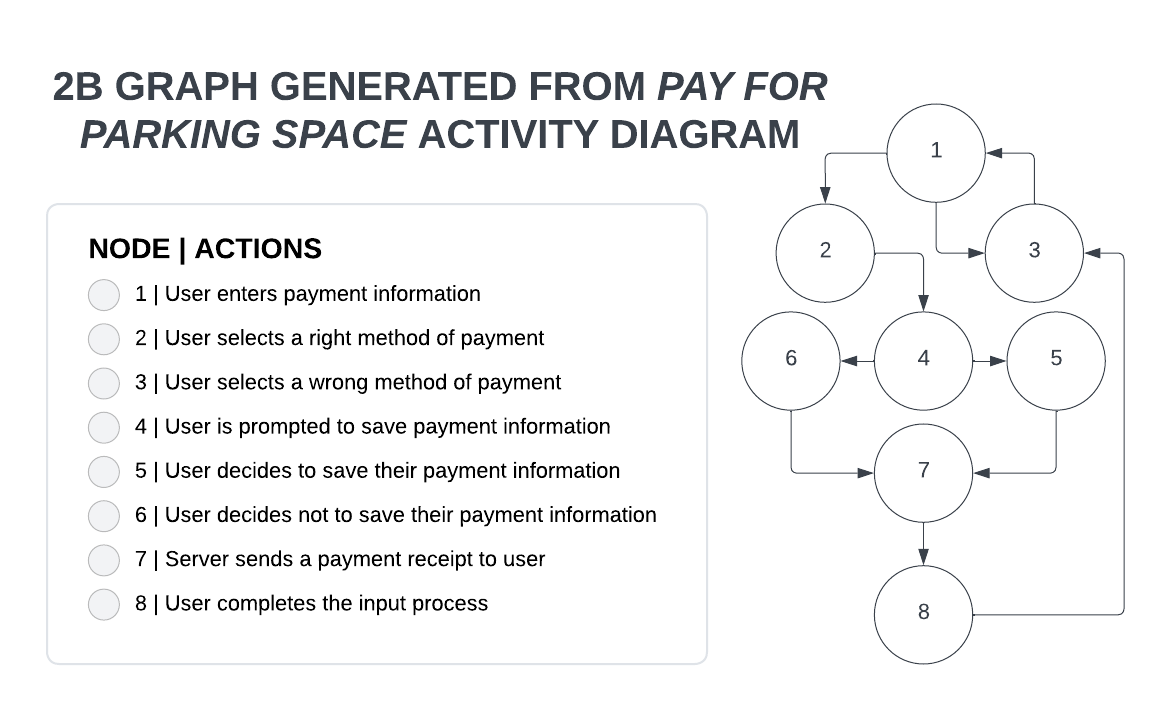 2B GRAPH GENERATED FROM PAY FOR
PARKING SPACE ACTIVITY DIAGRAM
NODE | ACTIONS
1 | User enters payment information
2 | User selects a right method of payment
3 | User selects a wrong method of payment
4 | User is prompted to save payment information
5 | User decides to save their payment information
6 | User decides not to save their payment information
7 | Server sends a payment receipt to user
8 | User completes the input process
1
2
3
6
4
5
7
8